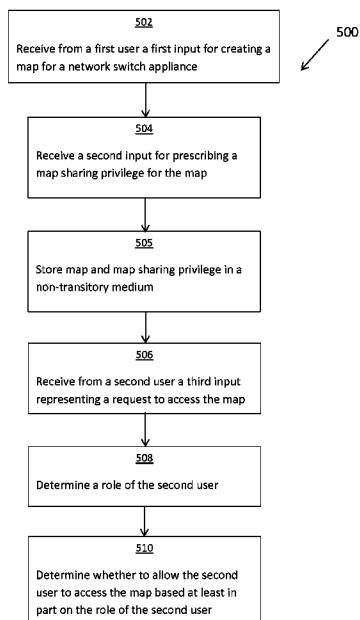 502
Receive from a first user a first input for creating a
map for a network switch appliance
500
504
Receive a second input for prescribing a
map sharing privilege for the map
505
Store map and map sharing privilege in a
non-transitory medium
506
Receive from a second user a third input
representing a request to access the map
508
Determine a role of the second user
510
Determine whether to allow the second
user to access the map based at least in
part on the role of the second user